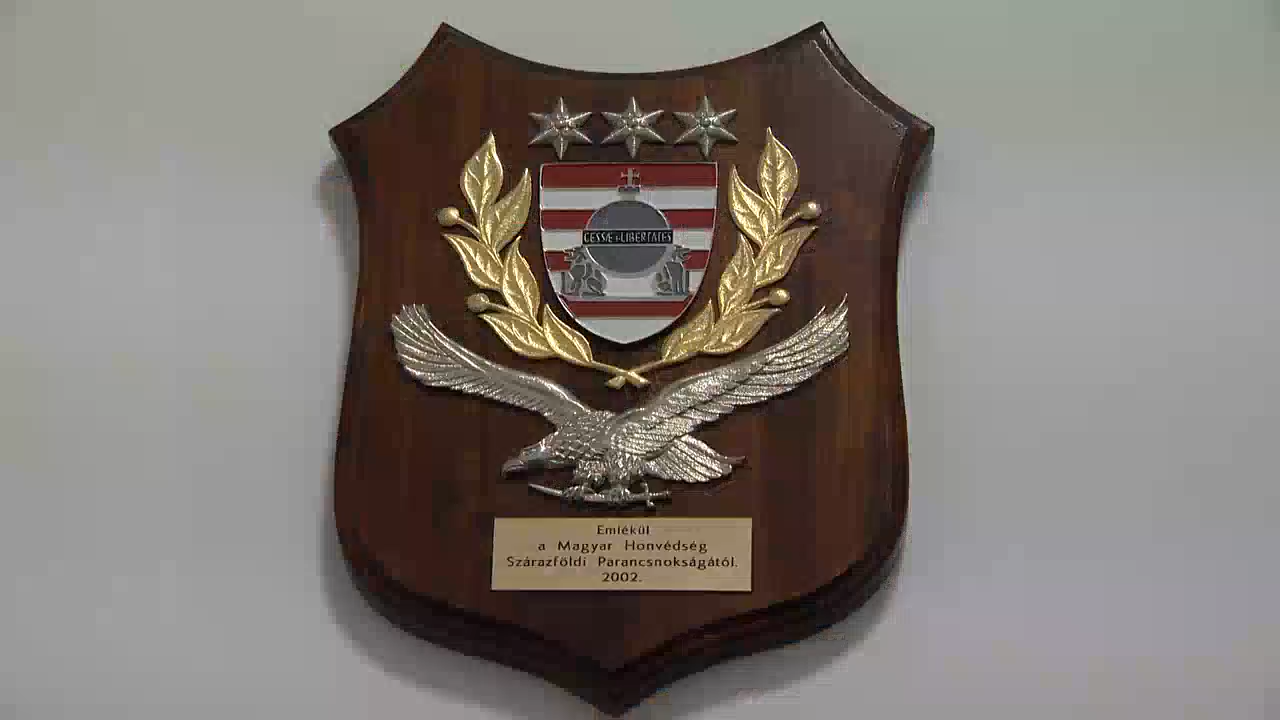 CESSÆ · LIBERTATES
Emlékül
a Magyar Honvédség
Szárazföldi Parancsnokságától.
2002.